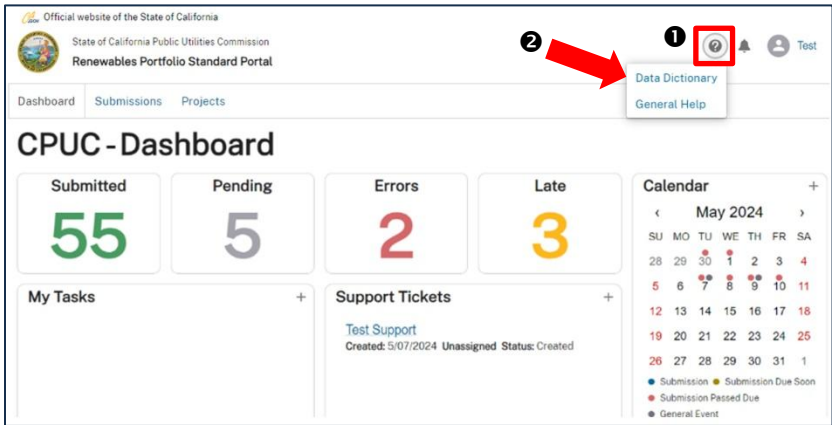 CA.GOV Official website of the State of California
State of California Public Utilities Commission
Renewables Portfolio Standard Portal
❷
❶
Test
Data Dictionary
General Help
Dashboard Submissions Projects
CPUC - Dashboard
Submitted
55
Pending
5
Errors
2
Late
3
My Tasks +
Support Tickets +
Test Support
Created: 5/07/2024 Unassigned Status: Created
Calendar +
‹ May 2024 ›
SU MO TU WE TH FR SA
28 29 30 1 2 3 4
5 6 7 8 9 10 11
12 13 14 15 16 17 18
19 20 21 22 23 24 25
26 27 28 29 30 31 1
Submission Submission Due Soon
Submission Passed Due
General Event